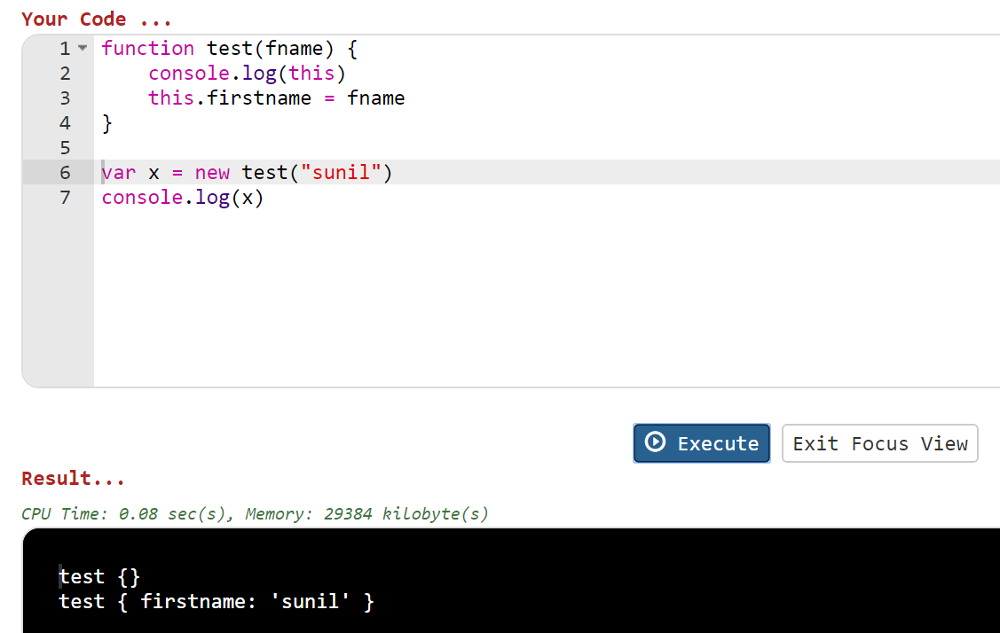 Your Code ...
1 function test(fname) {
2     console.log(this)
3     this.firstname = fname
4 }
5
6 var x = new test("sunil")
7 console.log(x)
Execute
Exit Focus View
Result...
CPU Time: 0.08 sec(s), Memory: 29384 kilobyte(s)
test {}
test { firstname: 'sunil' }